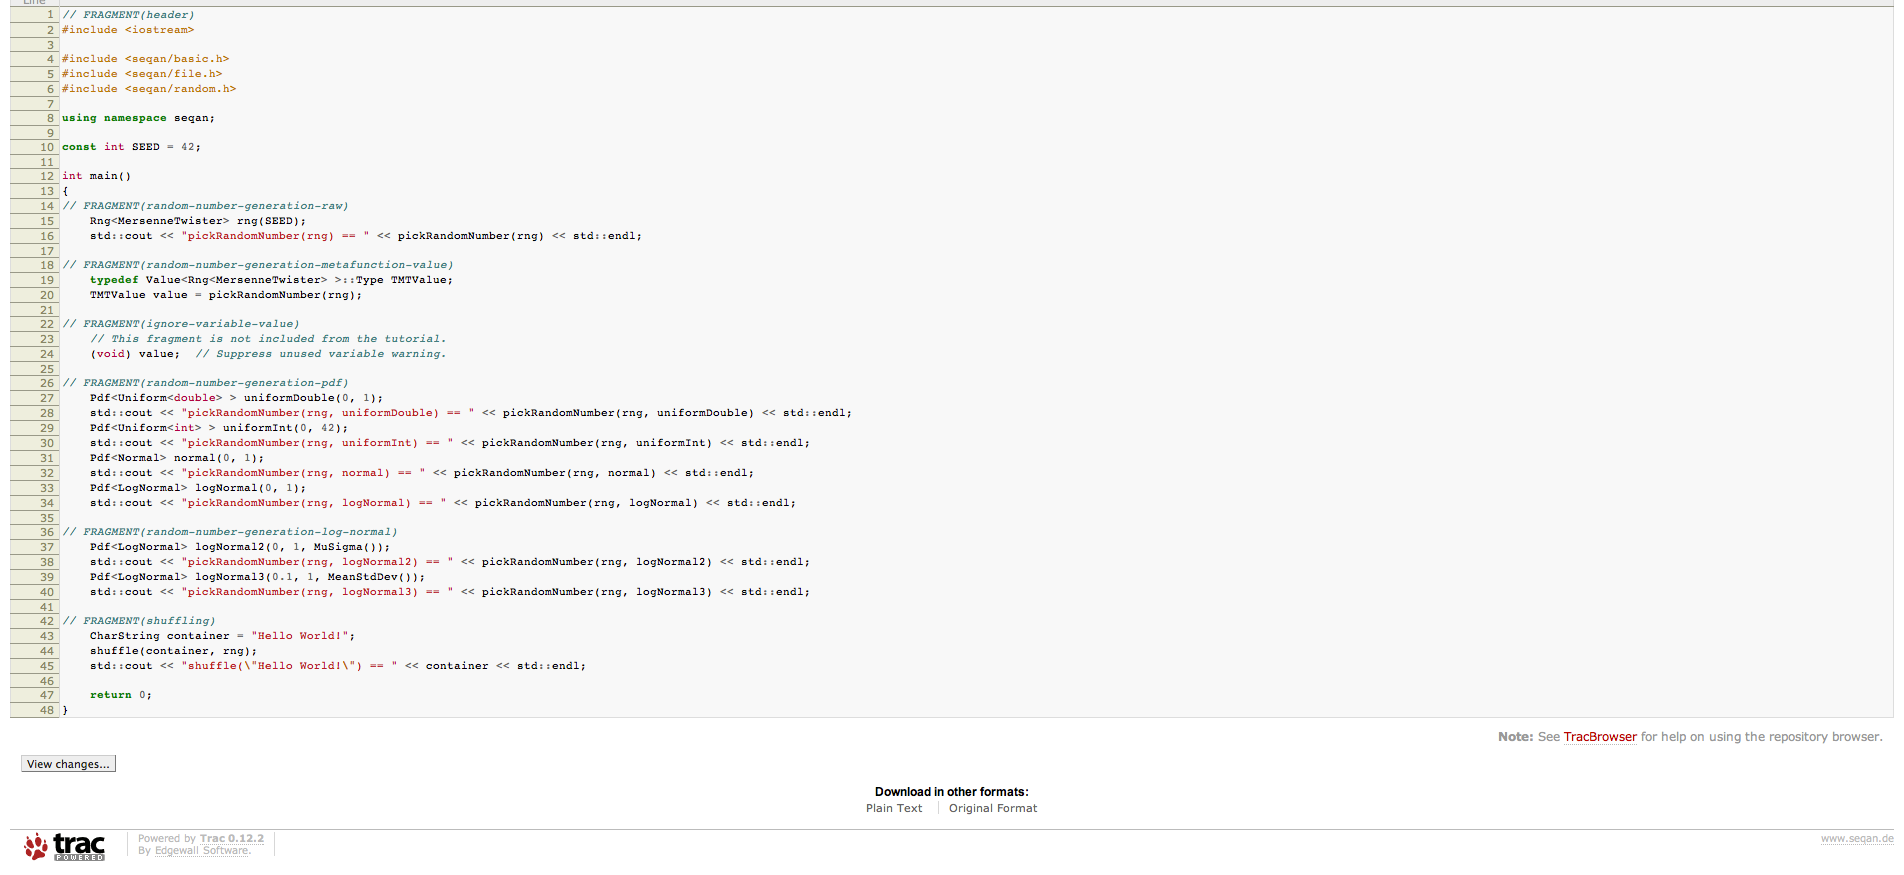 Line
1 // FRAGMENT(header)
2 #include <iostream>
3
4 #include <seqan/basic.h>
5 #include <seqan/file.h>
6 #include <seqan/random.h>
7
8 using namespace seqan;
9
10 const int SEED = 42;
11
12 int main()
13 {
14 // FRAGMENT(random-number-generation-raw)
15     Rng<MersenneTwister> rng(SEED);
16     std::cout << "pickRandomNumber(rng) == " << pickRandomNumber(rng) << std::endl;
17
18 // FRAGMENT(random-number-generation-metafunction-value)
19     typedef Value<Rng<MersenneTwister> >::Type TMTValue;
20     TMTValue value = pickRandomNumber(rng);
21
22 // FRAGMENT(ignore-variable-value)
23     // This fragment is not included from the tutorial.
24     (void) value;  // Suppress unused variable warning.
25
26 // FRAGMENT(random-number-generation-pdf)
27     Pdf<Uniform<double> > uniformDouble(0, 1);
28     std::cout << "pickRandomNumber(rng, uniformDouble) == " << pickRandomNumber(rng, uniformDouble) << std::endl;
29     Pdf<Uniform<int> > uniformInt(0, 42);
30     std::cout << "pickRandomNumber(rng, uniformInt) == " << pickRandomNumber(rng, uniformInt) << std::endl;
31     Pdf<Normal> normal(0, 1);
32     std::cout << "pickRandomNumber(rng, normal) == " << pickRandomNumber(rng, normal) << std::endl;
33     Pdf<LogNormal> logNormal(0, 1);
34     std::cout << "pickRandomNumber(rng, logNormal) == " << pickRandomNumber(rng, logNormal) << std::endl;
35
36 // FRAGMENT(random-number-generation-log-normal)
37     Pdf<LogNormal> logNormal2(0, 1, MuSigma());
38     std::cout << "pickRandomNumber(rng, logNormal2) == " << pickRandomNumber(rng, logNormal2) << std::endl;
39     Pdf<LogNormal> logNormal3(0.1, 1, MeanStdDev());
40     std::cout << "pickRandomNumber(rng, logNormal3) == " << pickRandomNumber(rng, logNormal3) << std::endl;
41
42 // FRAGMENT(shuffling)
43     CharString container = "Hello World!";
44     shuffle(container, rng);
45     std::cout << "shuffle(\"Hello World!\") == " << container << std::endl;
46
47     return 0;
48 }
Note: See TracBrowser for help on using the repository browser.
View changes...
Download in other formats:
Plain Text Original Format
trac POWERED
Powered by Trac 0.12.2
By Edgewall Software.
www.seqan.de